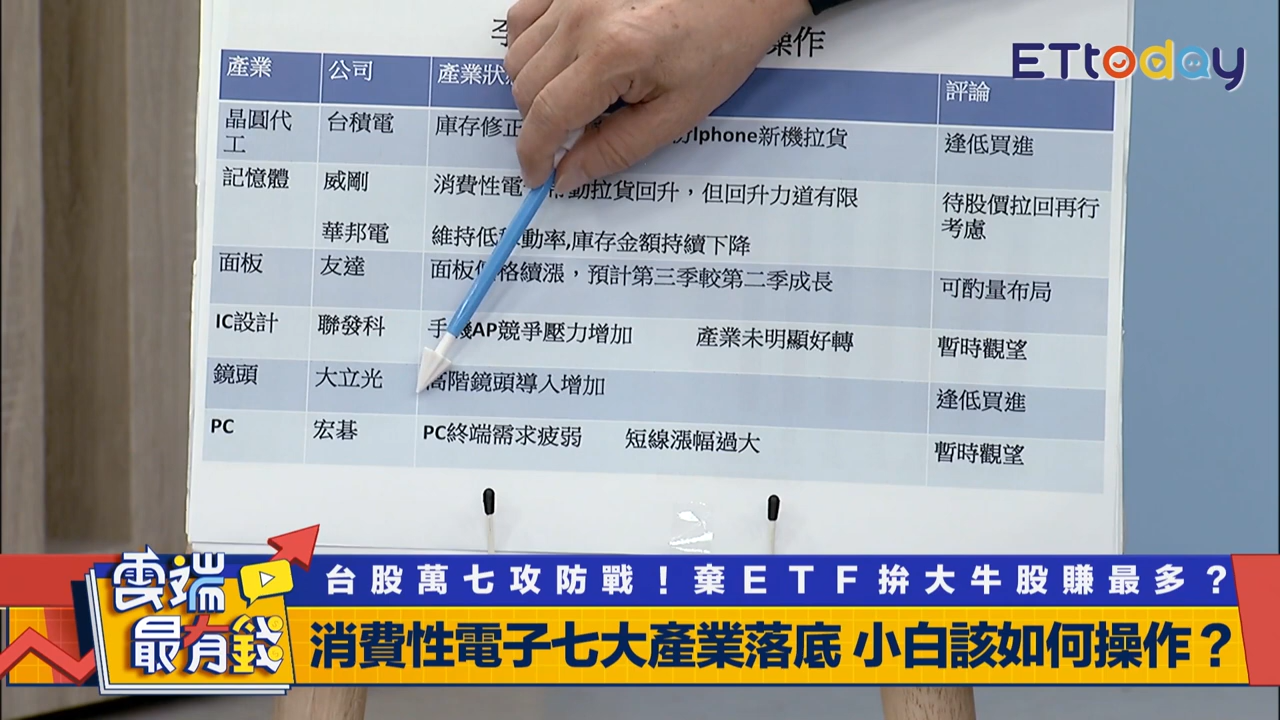 操作
ETtoday
產業 公司 產業狀 評論
晶圓代工 台積電 庫存修正 Iphone新機拉貨 逢低買進
記憶體 威剛 消費性電 動拉貨回升，但回升力道有限 待股價拉回再行考慮
華邦電 維持低稼動率,庫存金額持續下降
面板 友達 面板價格續漲，預計第三季較第二季成長 可酌量布局
IC設計 聯發科 手機AP競爭壓力增加 產業未明顯好轉 暫時觀望
鏡頭 大立光 高階鏡頭導入增加 逢低買進
PC 宏碁 PC終端需求疲弱 短線漲幅過大 暫時觀望
雲端最有錢
台股萬七攻防戰！棄ETF拚大牛股賺最多？
消費性電子七大產業落底 小白該如何操作？